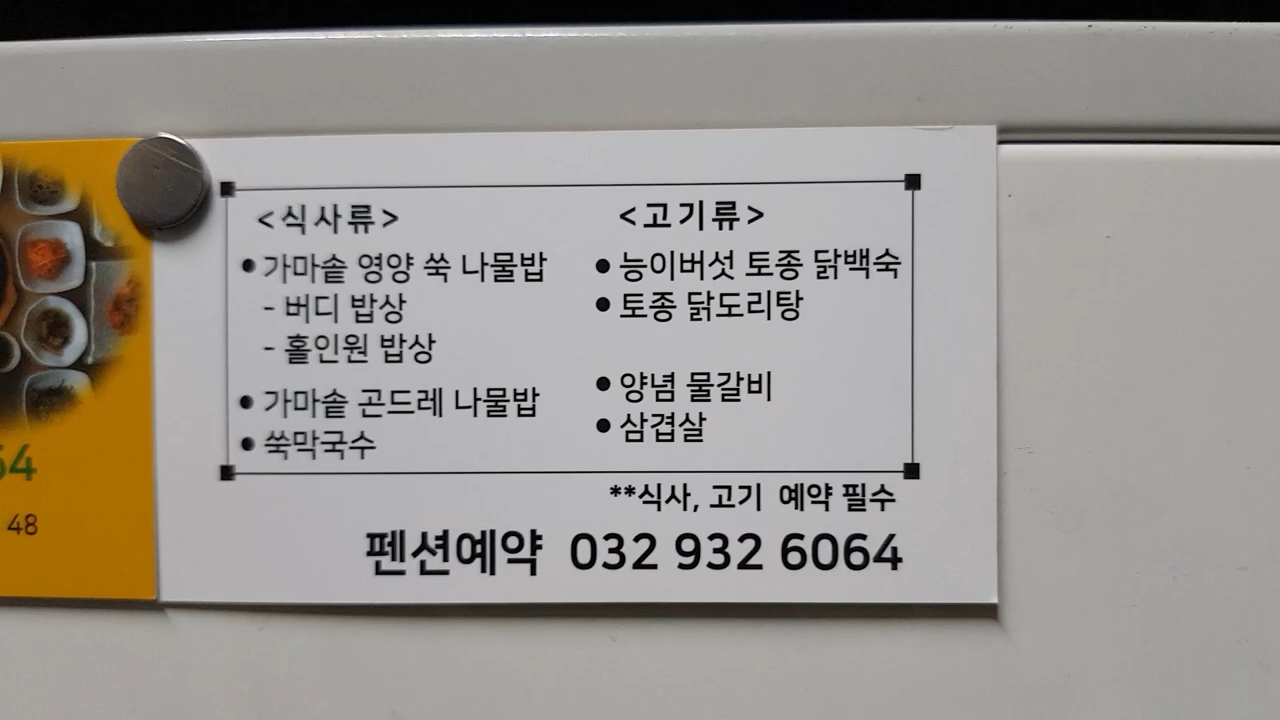 <식사류>
•가마솥 영양 쑥 나물밥
- 버디 밥상
- 홀인원 밥상
•가마솥 곤드레 나물밥
•쑥막국수
<고기류>
•능이버섯 토종 닭백숙
•토종 닭도리탕
•양념 물갈비
•삼겹살
**식사, 고기 예약 필수
펜션예약 032 932 6064
64
48